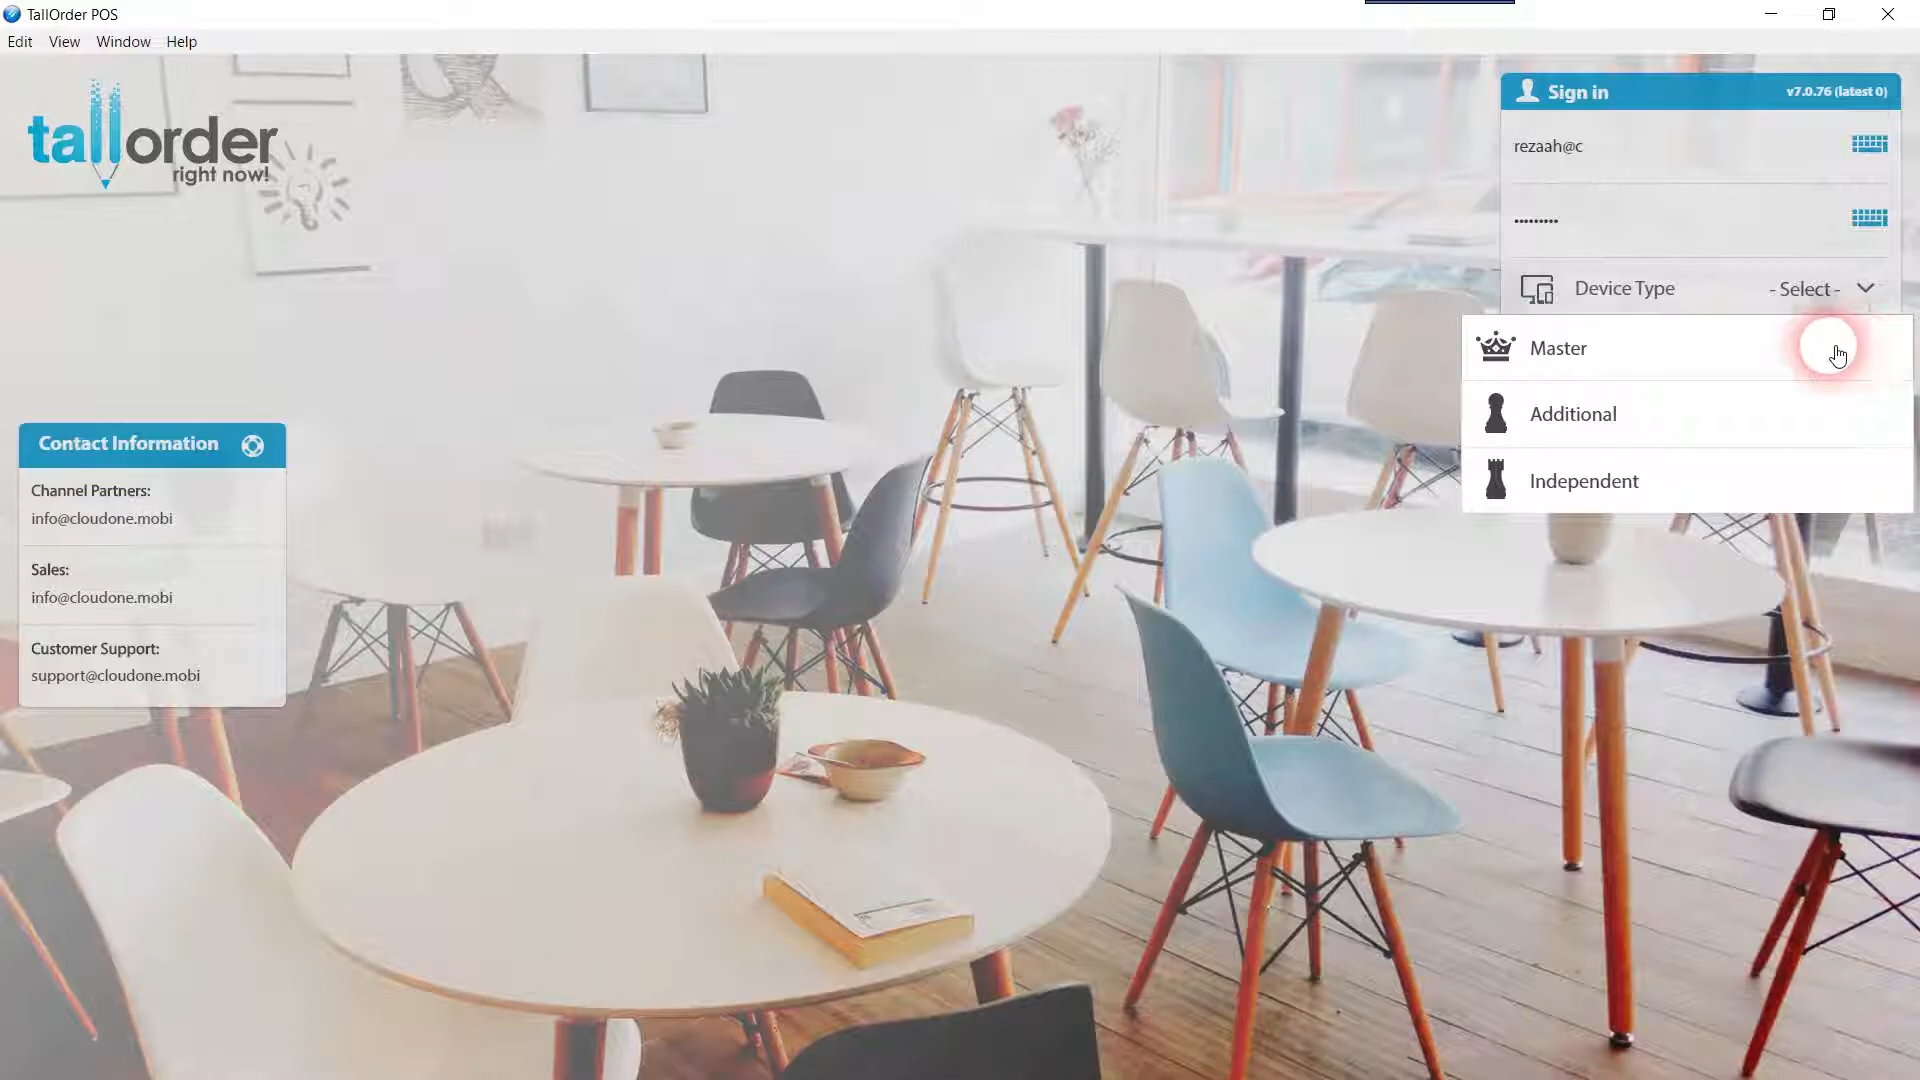 TallOrder POS
Edit View Window Help
tallorder
right now!
Sign in v7.0.76 (latest 0)
rezaah@c
•••••••••
Device Type - Select -
Master
Additional
Independent
Contact Information
Channel Partners:
info@cloudone.mobi
Sales:
info@cloudone.mobi
Customer Support:
support@cloudone.mobi